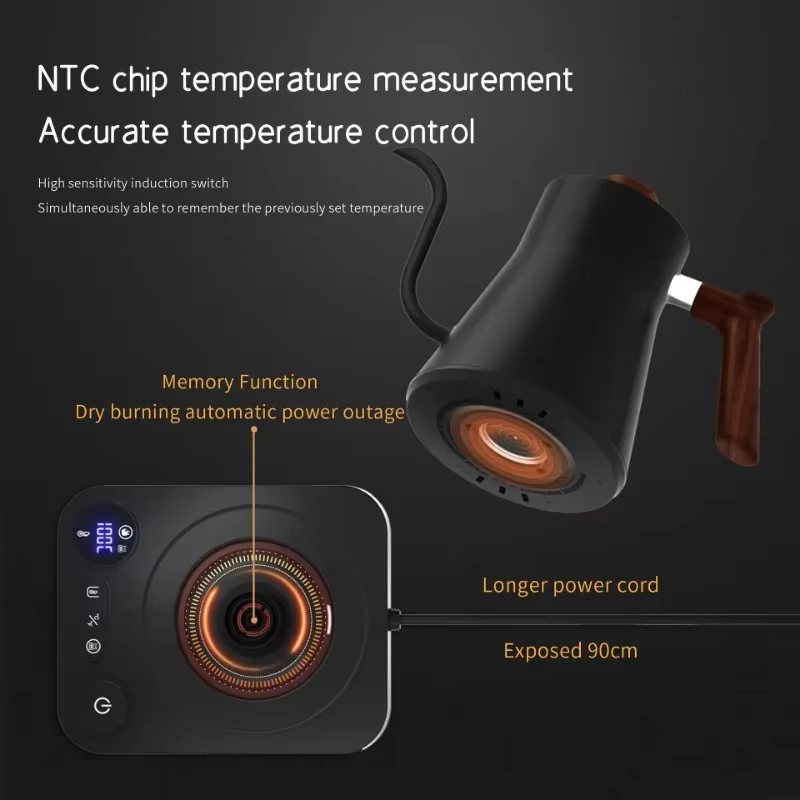 NTC chip temperature measurement
Accurate temperature control
High sensitivity induction switch
Simultaneously able to remember the previously set temperature
Memory Function
Dry burning automatic power outage
Longer power cord
Exposed 90cm